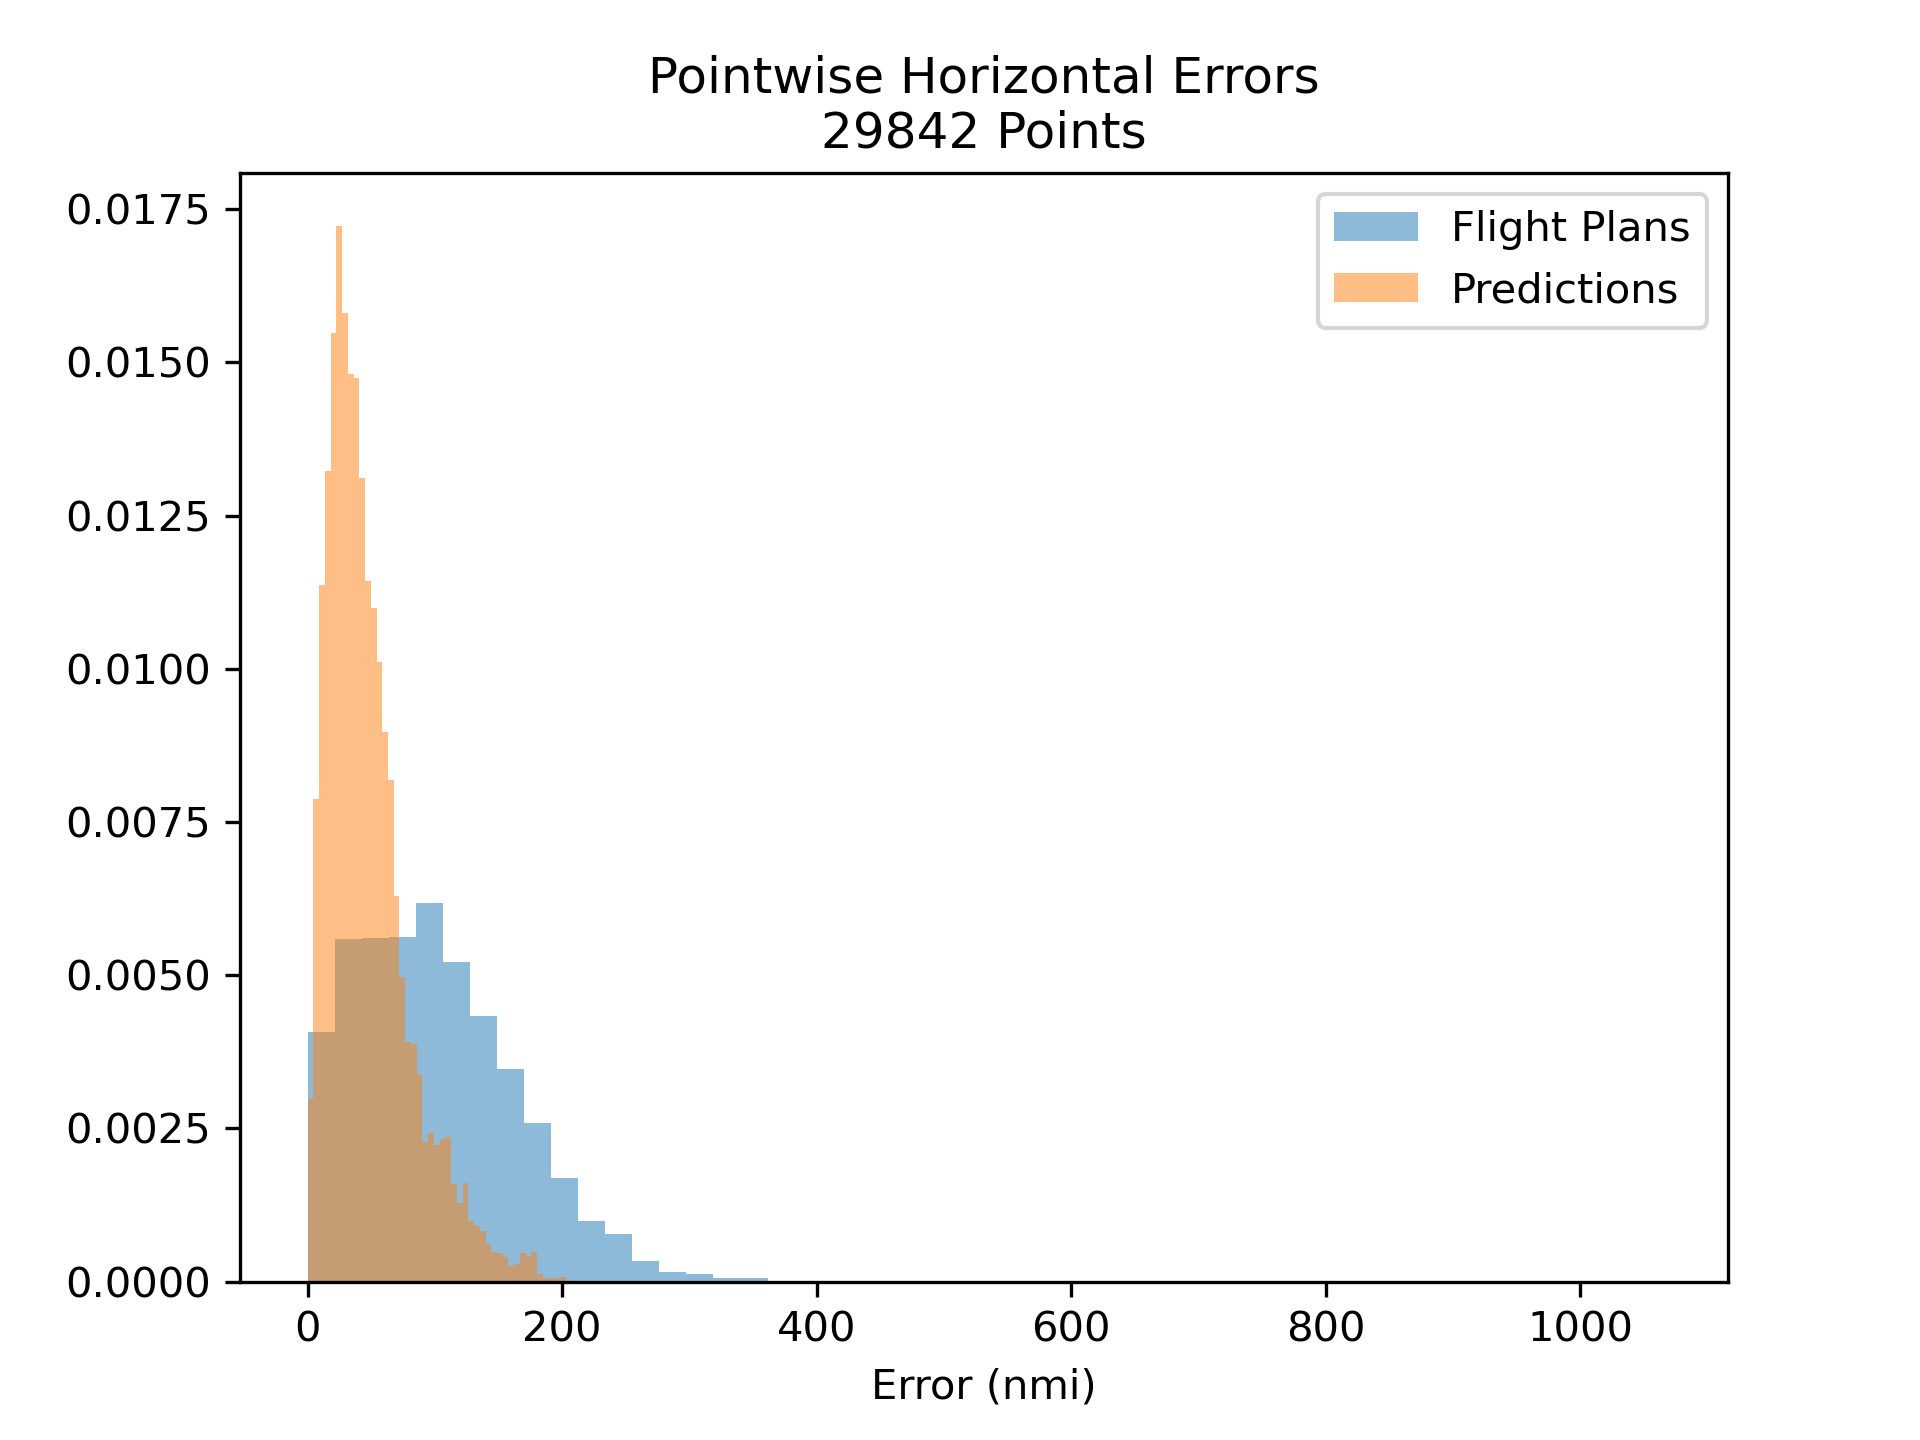 Pointwise Horizontal Errors
29842 Points
0.0175
0.0150
0.0125
0.0100
0.0075
0.0050
0.0025
0.0000
Flight Plans
Predictions
0 200 400 600 800 1000
Error (nmi)